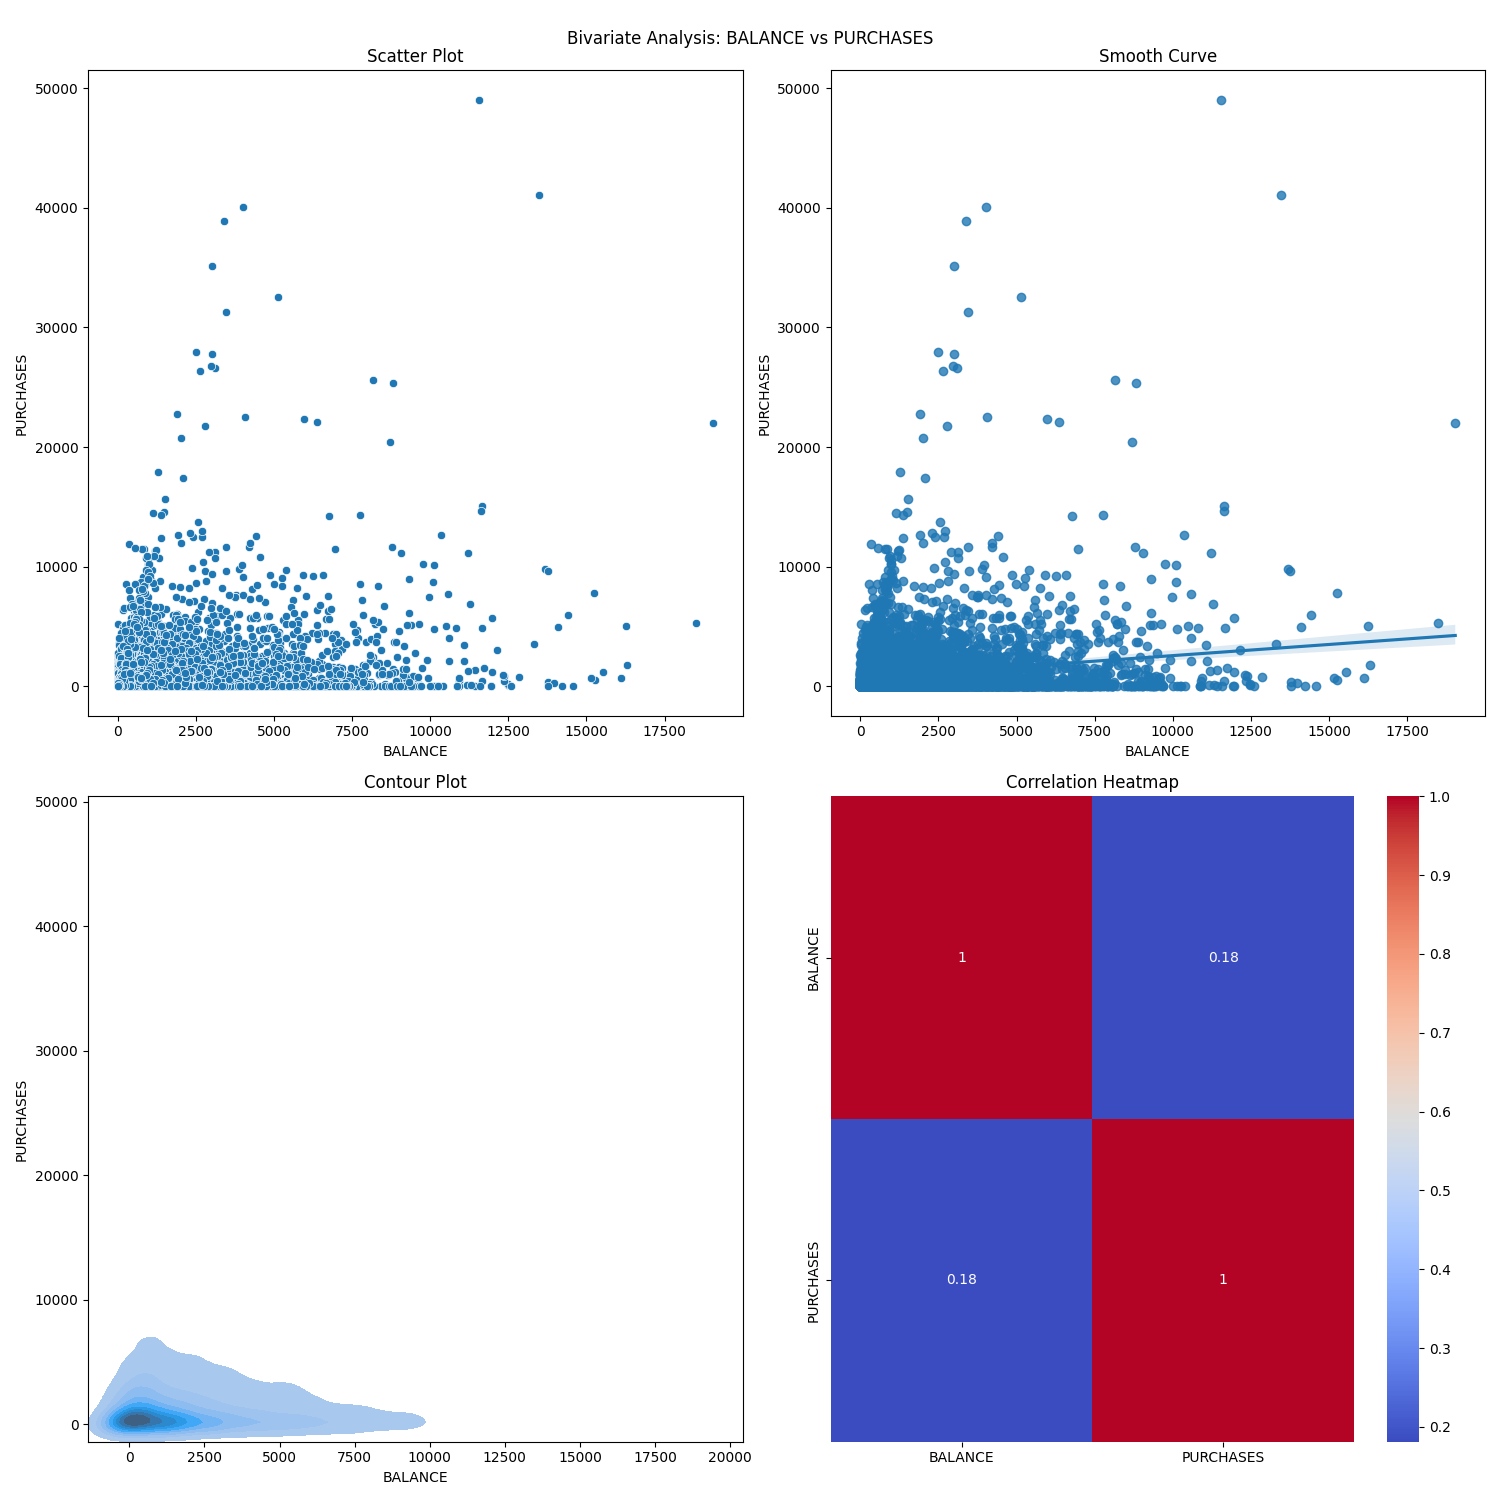 Bivariate Analysis: BALANCE vs PURCHASES
Scatter Plot
50000
40000
30000
20000
10000
0
PURCHASES
0 2500 5000 7500 10000 12500 15000 17500
BALANCE
Smooth Curve
50000
40000
30000
20000
10000
0
PURCHASES
0 2500 5000 7500 10000 12500 15000 17500
BALANCE
Contour Plot
50000
40000
30000
20000
10000
0
PURCHASES
0 2500 5000 7500 10000 12500 15000 17500 20000
BALANCE
Correlation Heatmap
BALANCE
PURCHASES
1 0.18
0.18 1
BALANCE PURCHASES
1.0
0.9
0.8
0.7
0.6
0.5
0.4
0.3
0.2